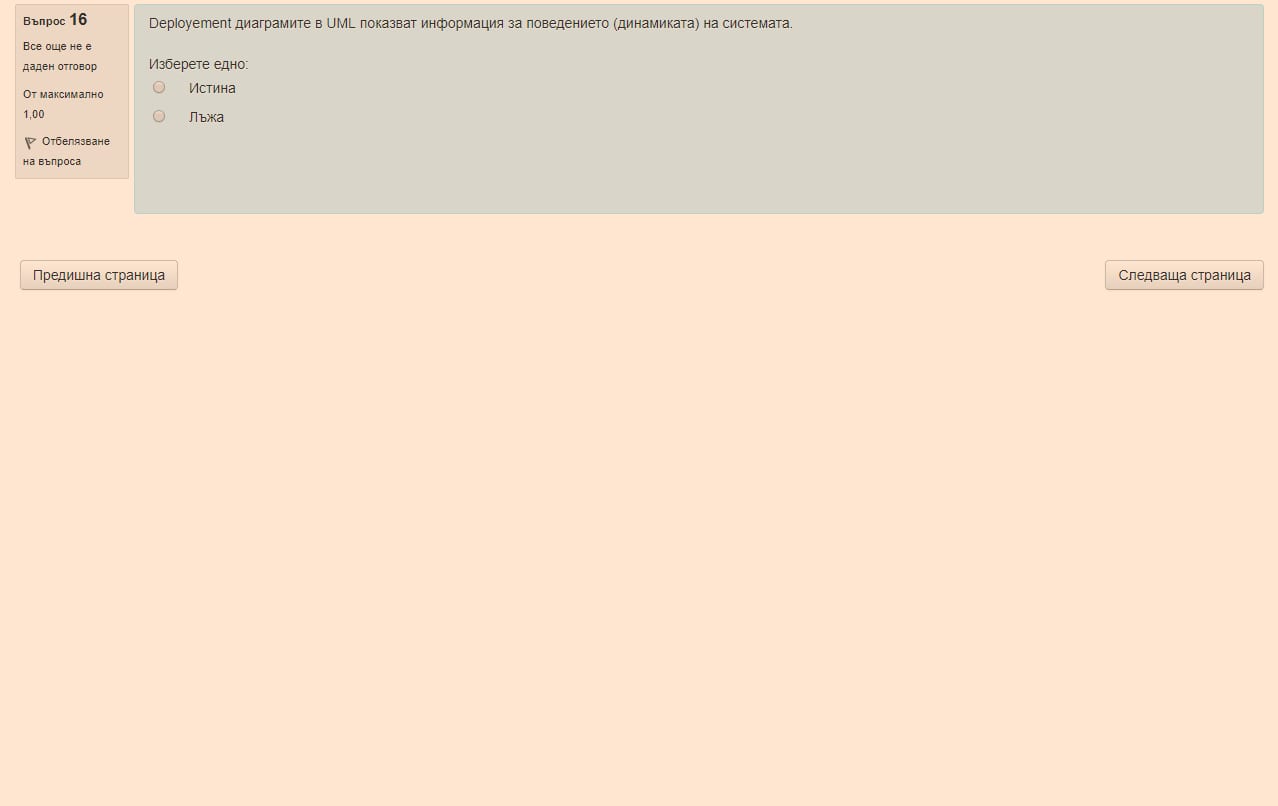 Въпрос 16
Все още не е
даден отговор
От максимално
1,00
Отбелязване
на въпроса
Deployement диаграмите в UML показват информация за поведението (динамиката) на системата.
Изберете едно:
Истина
Лъжа
Предишна страница
Следваща страница